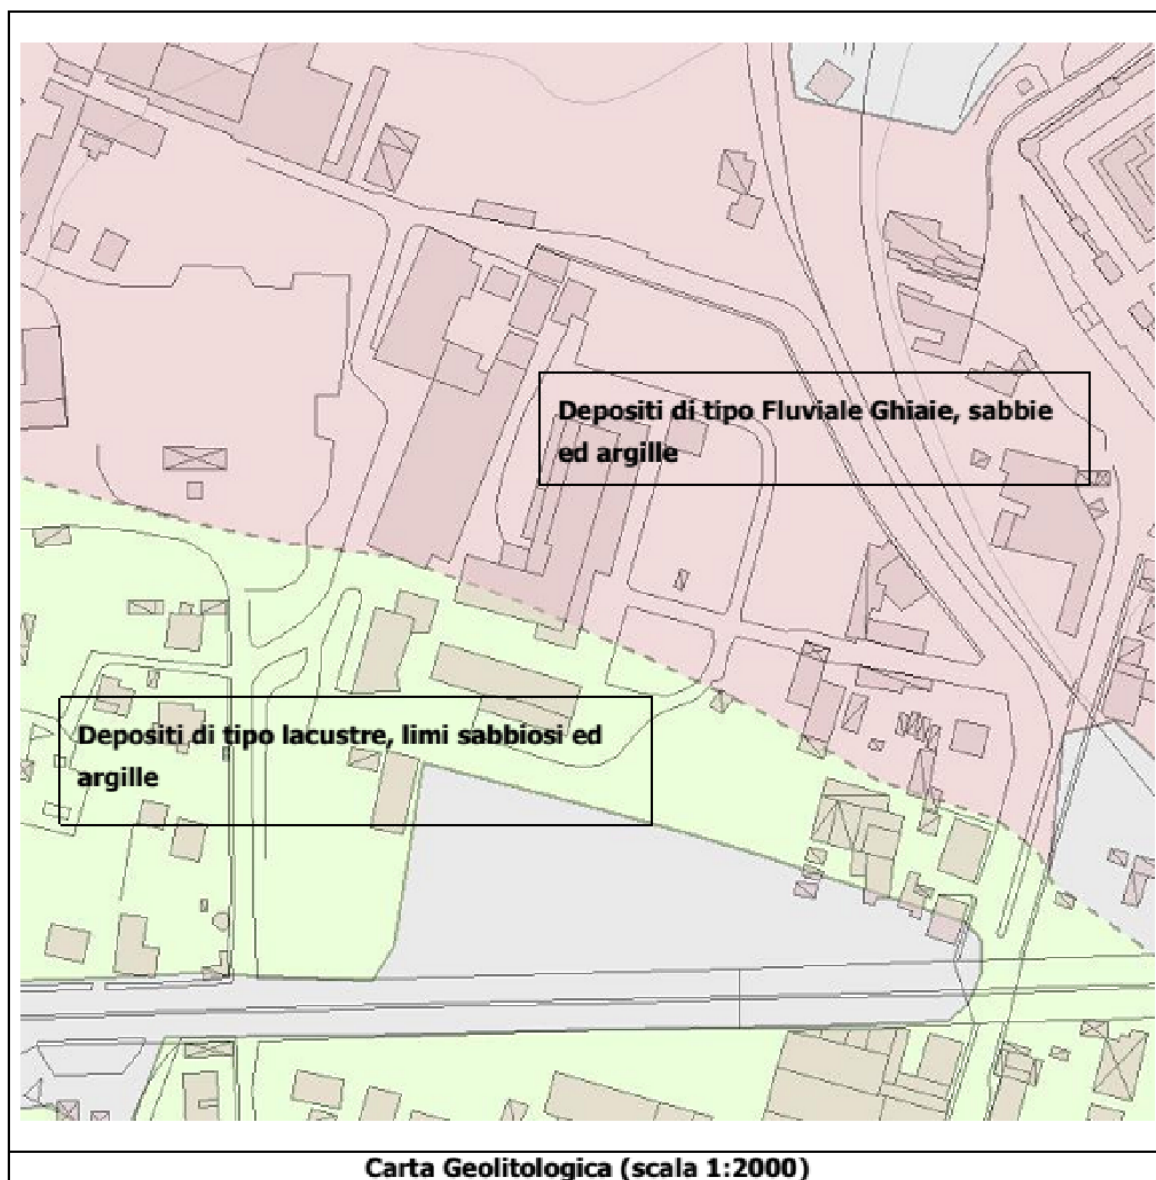 Depositi di tipo Fluviale Ghiaie, sabbie
ed argille
Depositi di tipo lacustre, limi sabbiosi ed
argille
Carta Geolitologica (scala 1:2000)